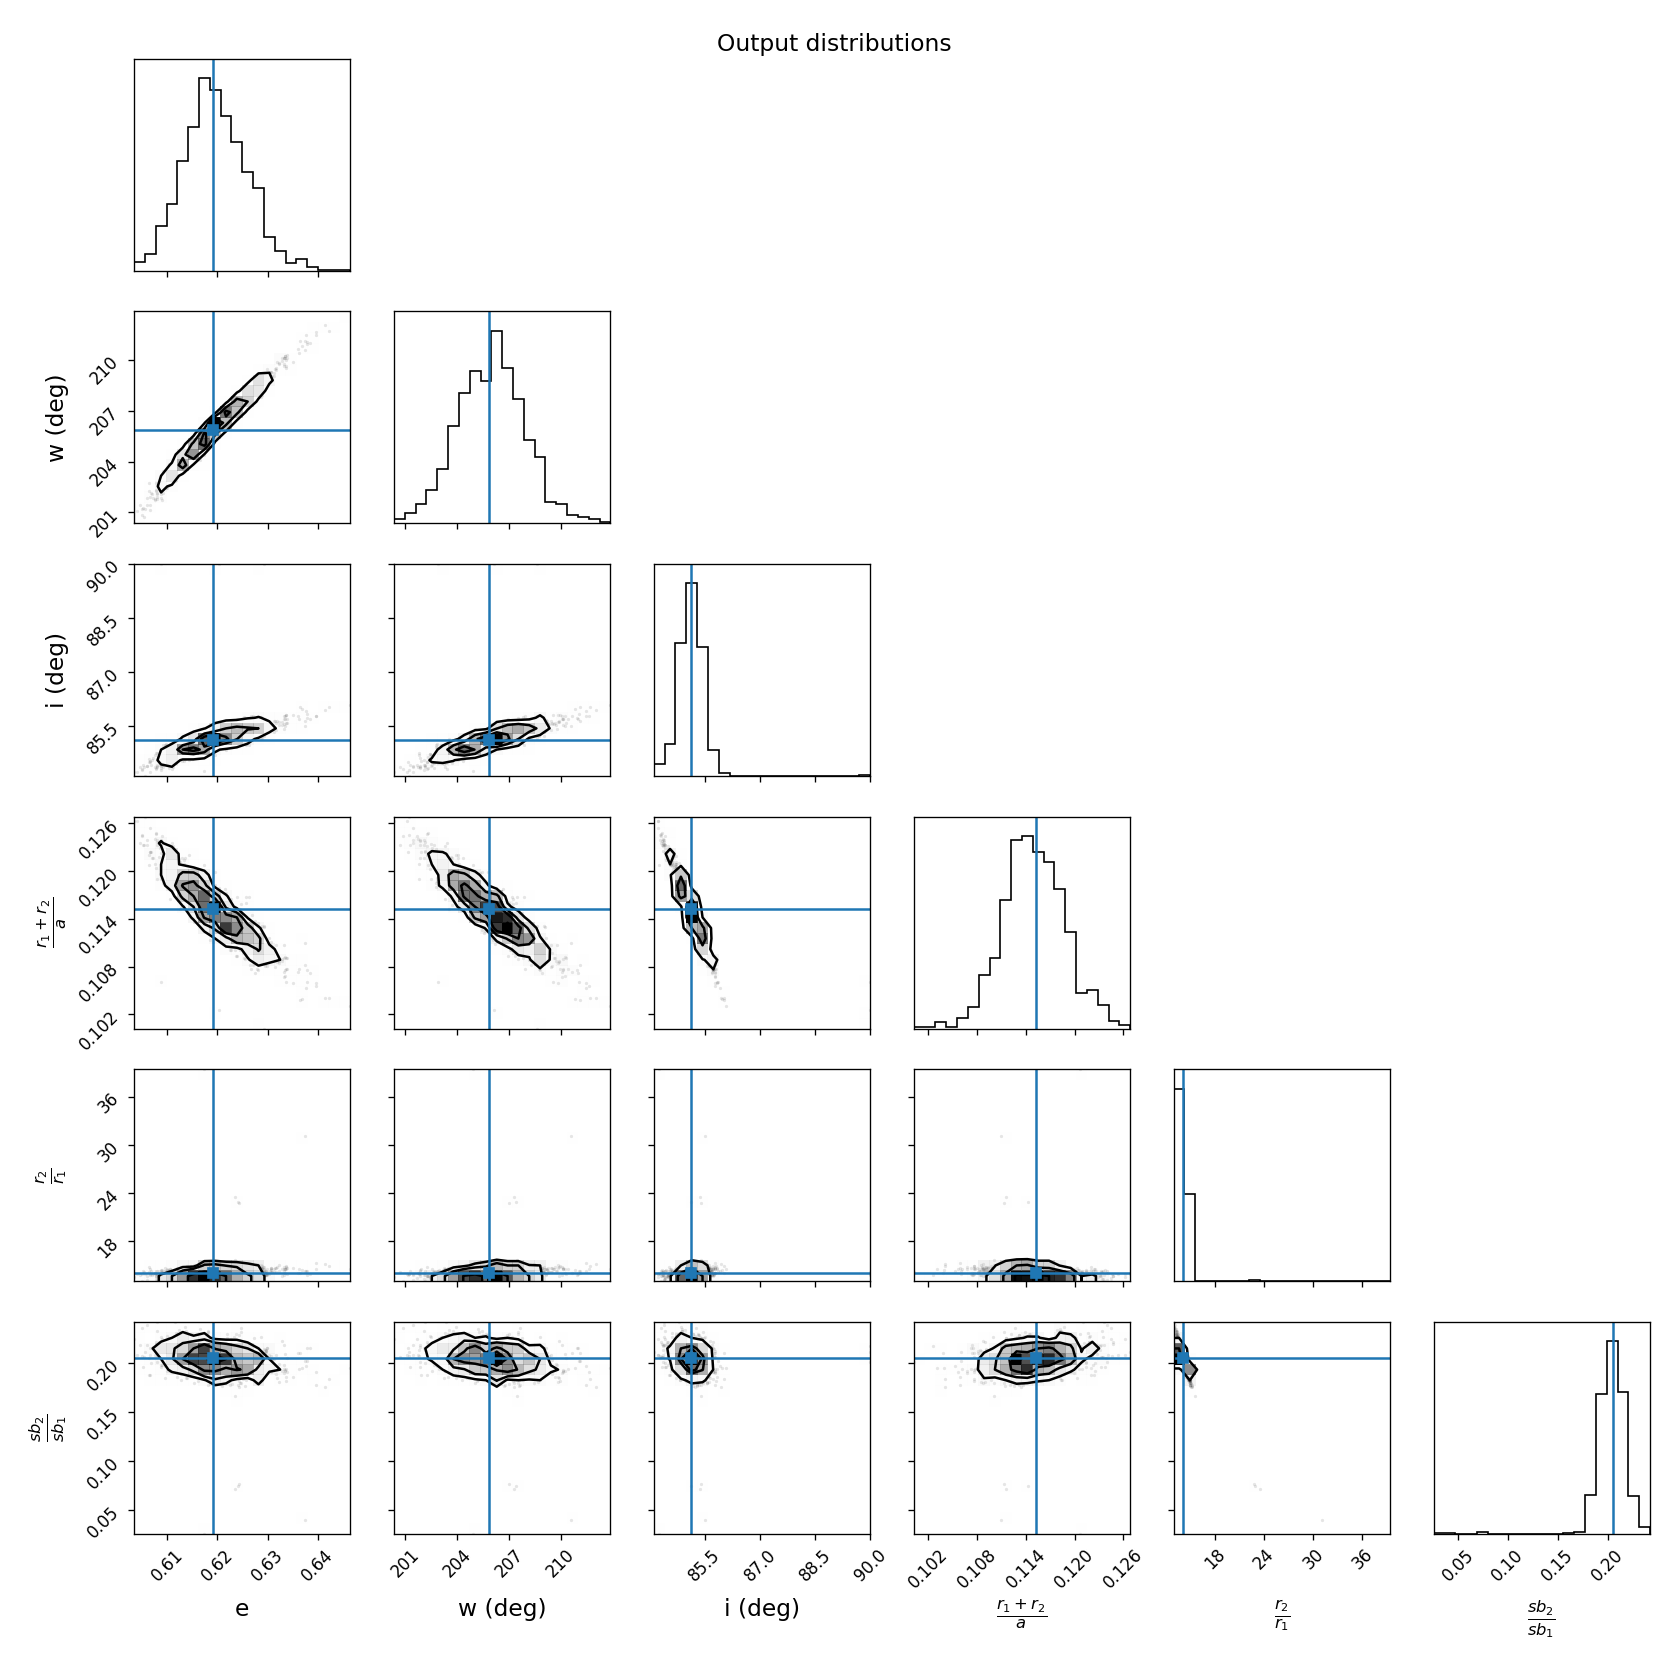 Output distributions
w (deg)
210
207
204
201
i (deg)
90.0
88.5
87.0
85.5
r₁ + r₂
a
0.126
0.120
0.114
0.108
0.102
r₂
r₁
36
30
24
18
sb₂
sb₁
0.20
0.15
0.10
0.05
0.61 0.62 0.63 0.64
201 204 207 210
85.5 87.0 88.5 90.0
0.102 0.108 0.114 0.120 0.126
18 24 30 36
0.05 0.10 0.15 0.20
e
w (deg)
i (deg)
r₁ + r₂
a
r₂
r₁
sb₂
sb₁